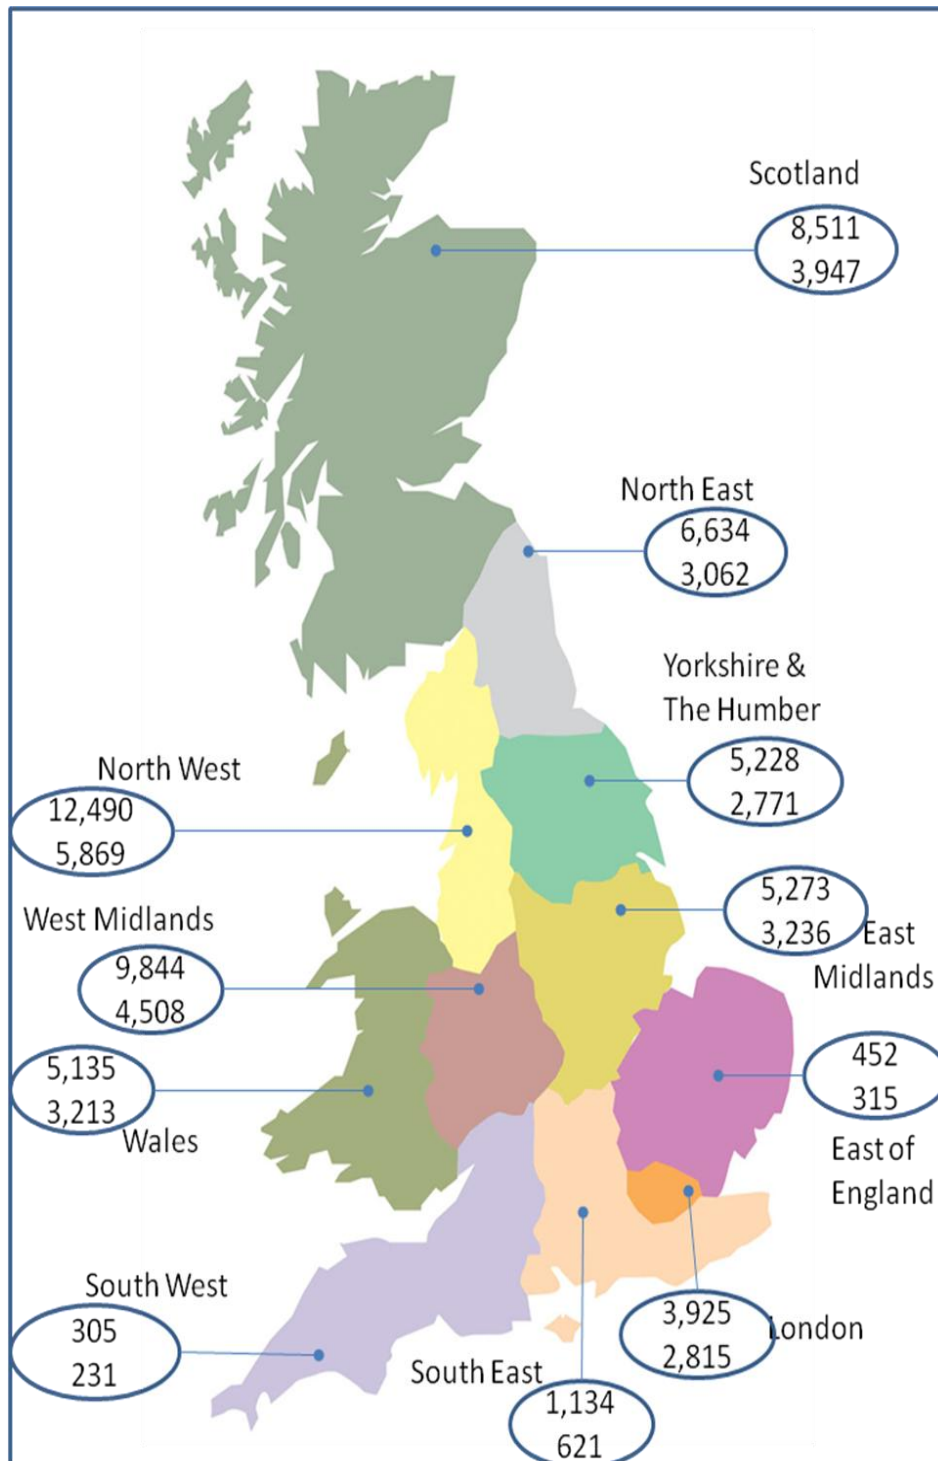 Scotland
8,511
3,947
North East
6,634
3,062
Yorkshire &
The Humber
5,228
2,771
North West
12,490
5,869
5,273
3,236
East
Midlands
West Midlands
9,844
4,508
5,135
3,213
Wales
452
315
East of
England
South West
305
231
3,925
2,815
London
South East
1,134
621